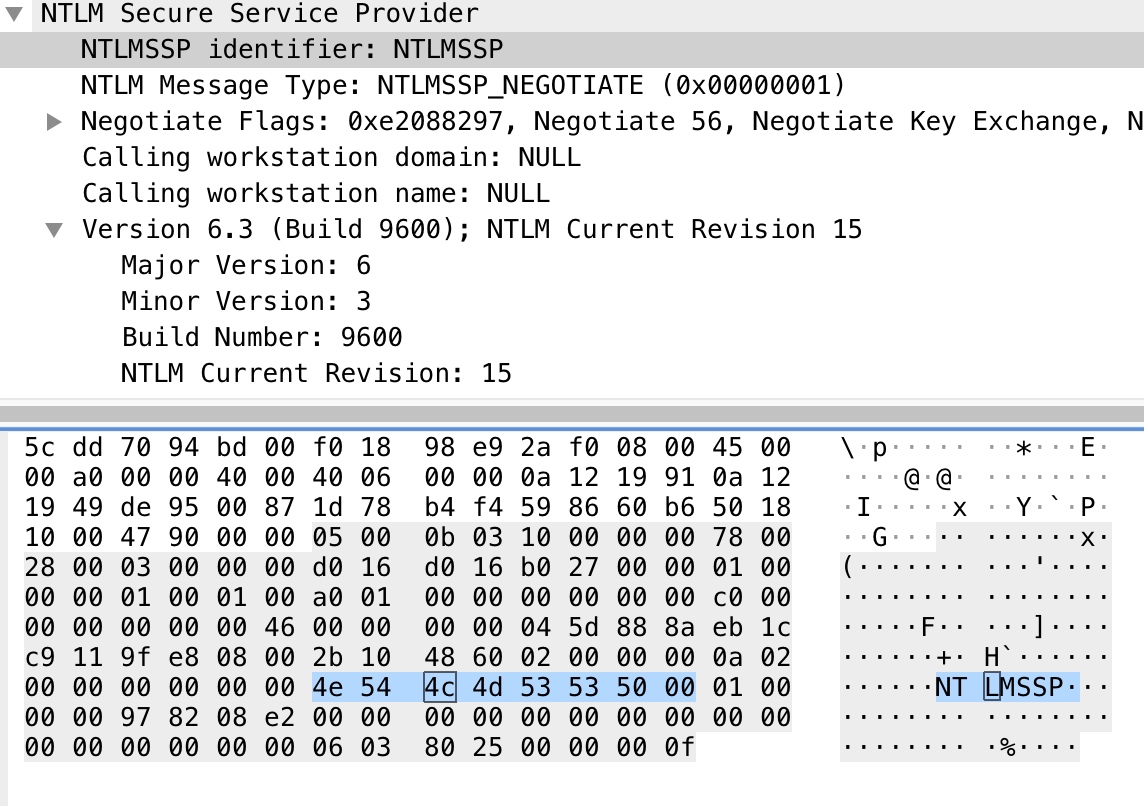 NTLM Secure Service Provider
NTLMSSP identifier: NTLMSSP
NTLM Message Type: NTLMSSP_NEGOTIATE (0x00000001)
Negotiate Flags: 0xe2088297, Negotiate 56, Negotiate Key Exchange, N
Calling workstation domain: NULL
Calling workstation name: NULL
Version 6.3 (Build 9600); NTLM Current Revision 15
Major Version: 6
Minor Version: 3
Build Number: 9600
NTLM Current Revision: 15
5c dd 70 94 bd 00 f0 18 98 e9 2a f0 08 00 45 00 \·p····· ··*···E·
00 a0 00 00 40 00 40 06 00 00 0a 12 19 91 0a 12 ····@·@· ········
19 49 de 95 00 87 1d 78 b4 f4 59 86 60 b6 50 18 ·I·····x ··Y·`·P·
10 00 47 90 00 00 05 00 0b 03 10 00 00 00 78 00 ··G····· ······x·
28 00 03 00 00 00 d0 16 d0 16 b0 27 00 00 01 00 (······· ···'····
00 00 01 00 01 00 a0 01 00 00 00 00 00 00 c0 00 ········ ········
00 00 00 00 00 46 00 00 00 00 04 5d 88 8a eb 1c ·····F·· ···]····
c9 11 9f e8 08 00 2b 10 48 60 02 00 00 00 0a 02 ······+· H`······
00 00 00 00 00 00 4e 54 4c 4d 53 53 50 00 01 00 ······NT LMSSP···
00 00 97 82 08 e2 00 00 00 00 00 00 00 00 00 00 ········ ········
00 00 00 00 00 00 06 03 80 25 00 00 00 0f ········ ·%····